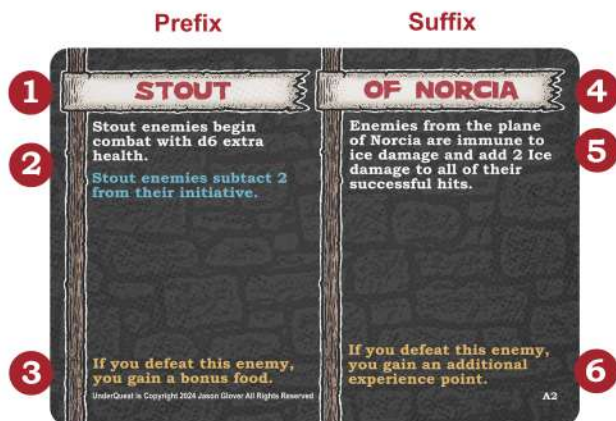 Prefix
Suffix
1
STOUT
2
Stout enemies begin
combat with d6 extra
health.
Stout enemies subtact 2
from their initiative.
3
If you defeat this enemy,
you gain a bonus food.
UnderQuest is Copyright 2024 Jason Glover All Rights Reserved
OF NORCIA
4
Enemies from the plane
of Norcia are immune to
ice damage and add 2 Ice
damage to all of their
successful hits.
5
If you defeat this enemy,
you gain an additional
experience point.
6
A2